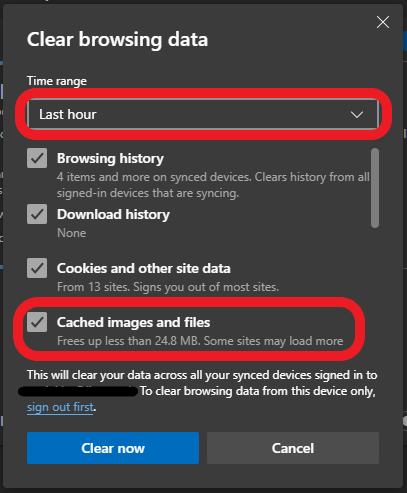 Clear browsing data
Time range
Last hour
Browsing history
4 items and more on synced devices. Clears history from all
signed-in devices that are syncing.
Download history
None
Cookies and other site data
From 13 sites. Signs you out of most sites.
Cached images and files
Frees up less than 24.8 MB. Some sites may load more
This will clear your data across all your synced devices signed in to
To clear browsing data from this device only,
sign out first.
Clear now
Cancel